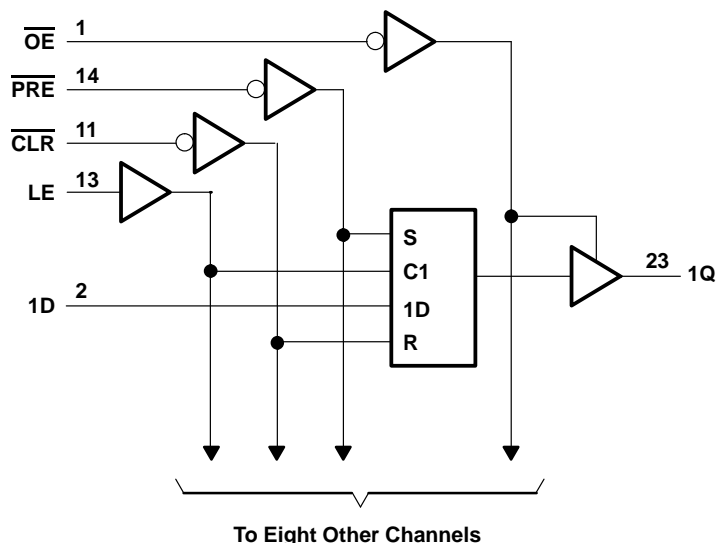 OE 1
PRE 14
CLR 11
LE 13
S
C1
23 1Q
1D 2
1D
R
To Eight Other Channels